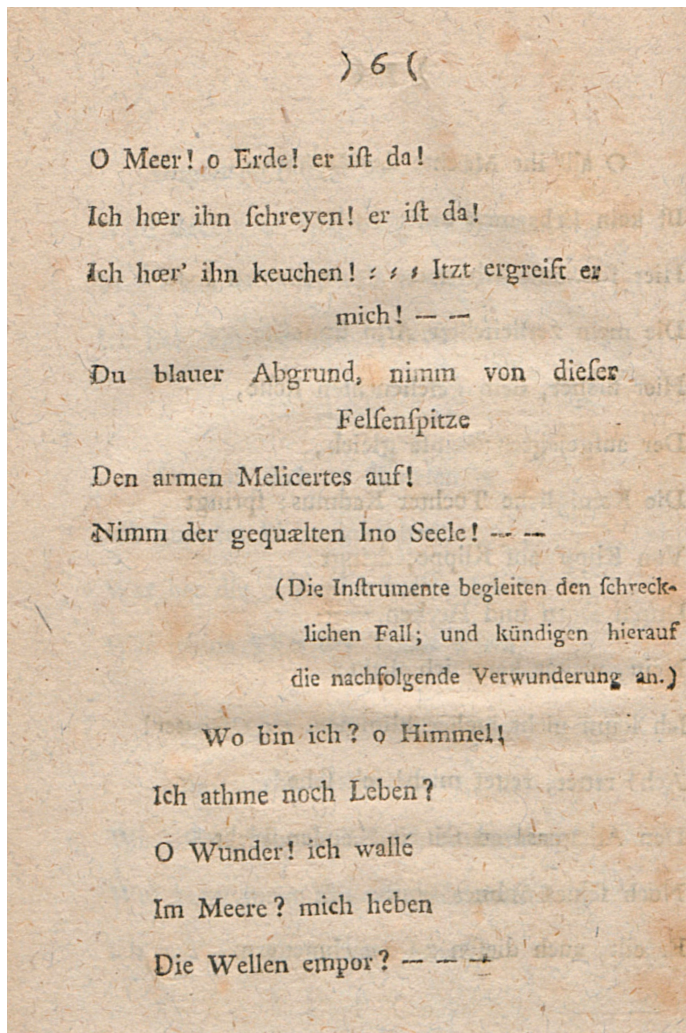 ) 6 (
O Meer! o Erde! er iſt da!
Ich hœr ihn ſchreyen! er iſt da!
Ich hœr' ihn keuchen! : : : Itzt ergreift er
mich! — —
Du blauer Abgrund, nimm von dieſer
Felſenſpitze
Den armen Melicertes auf!
Nimm der gequælten Ino Seele! — —
(Die Inſtrumente begleiten den ſchreck-
lichen Fall; und kündigen hierauf
die nachfolgende Verwunderung an.)
Wo bin ich? o Himmel!
Ich athme noch Leben?
O Wunder! ich walle
Im Meere? mich heben
Die Wellen empor? — — —